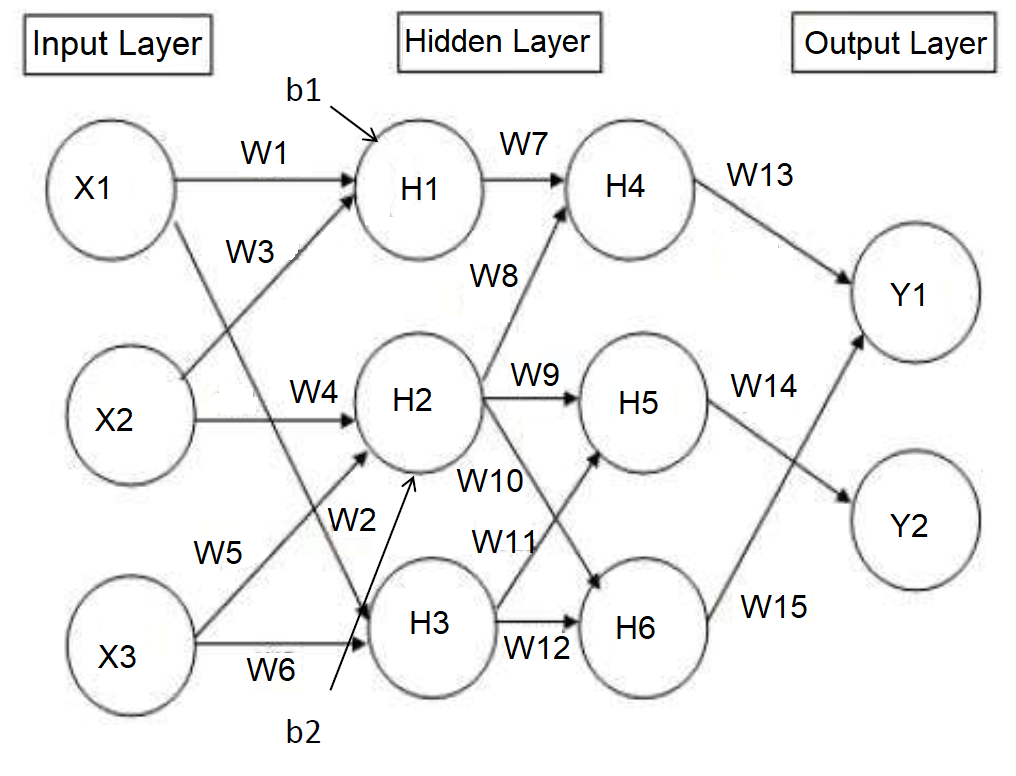 Input Layer
Hidden Layer
Output Layer
b1
X1
W1
H1
W7
H4
W13
W3
W8
Y1
X2
W4
H2
W9
H5
W14
W10
W2
W11
Y2
W5
X3
W6
H3
W12
H6
W15
b2